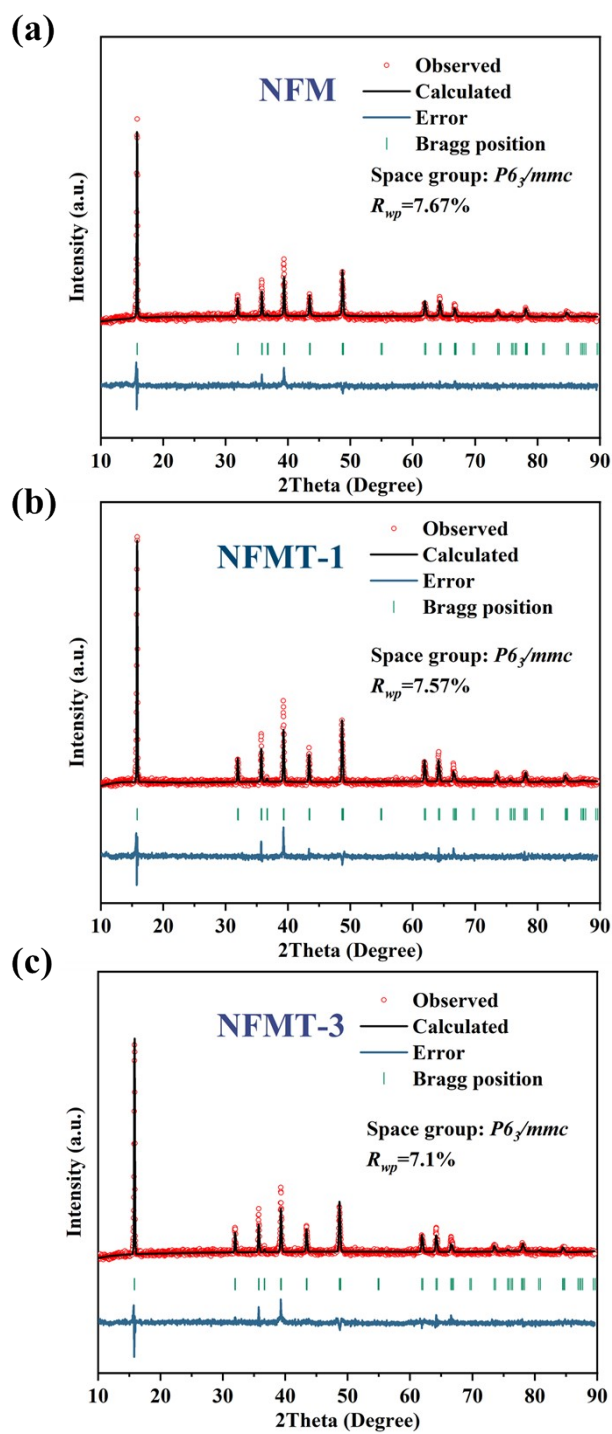 (a)
NFM
Observed
Calculated
Error
Bragg position
Space group: P6₃/mmc
Rwp=7.67%
Intensity (a.u.)
10 20 30 40 50 60 70 80 90
2Theta (Degree)
(b)
NFMT-1
Observed
Calculated
Error
Bragg position
Space group: P6₃/mmc
Rwp=7.57%
Intensity (a.u.)
10 20 30 40 50 60 70 80 90
2Theta (Degree)
(c)
NFMT-3
Observed
Calculated
Error
Bragg position
Space group: P6₃/mmc
Rwp=7.1%
Intensity (a.u.)
10 20 30 40 50 60 70 80 90
2Theta (Degree)